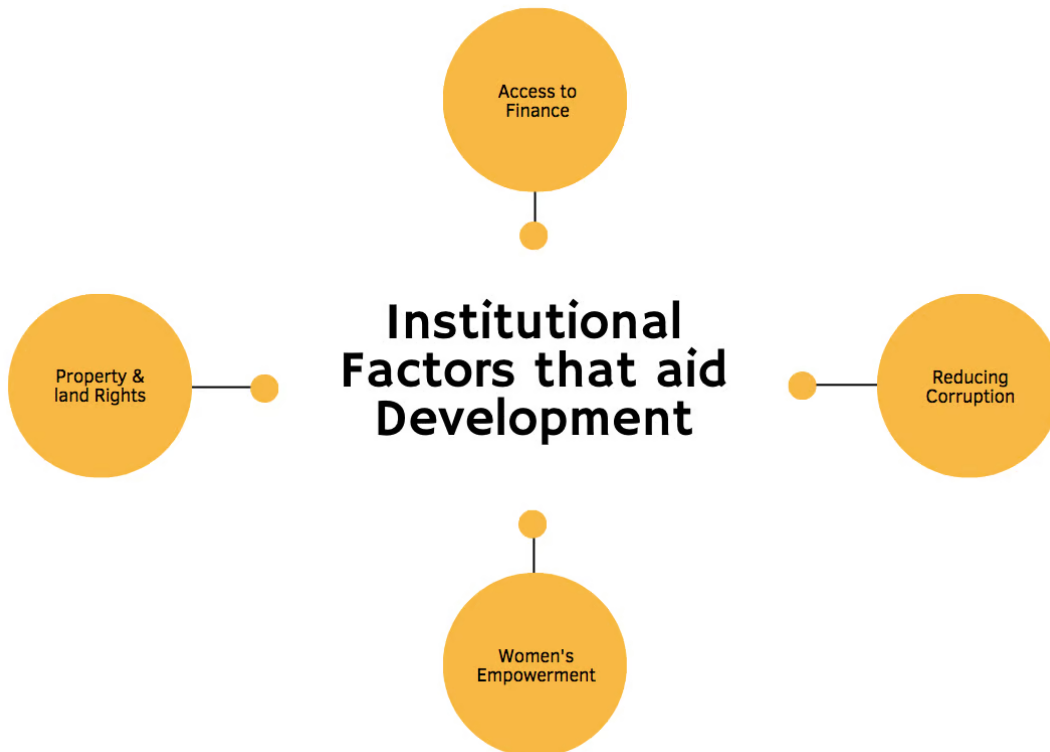 Access to
Finance
Institutional
Factors that aid
Development
Property &
land Rights
Reducing
Corruption
Women's
Empowerment